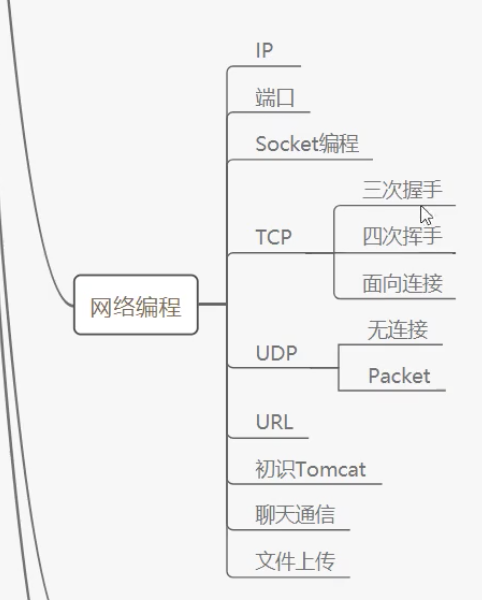 网络编程
IP
端口
Socket编程
TCP
三次握手
四次挥手
面向连接
UDP
无连接
Packet
URL
初识Tomcat
聊天通信
文件上传